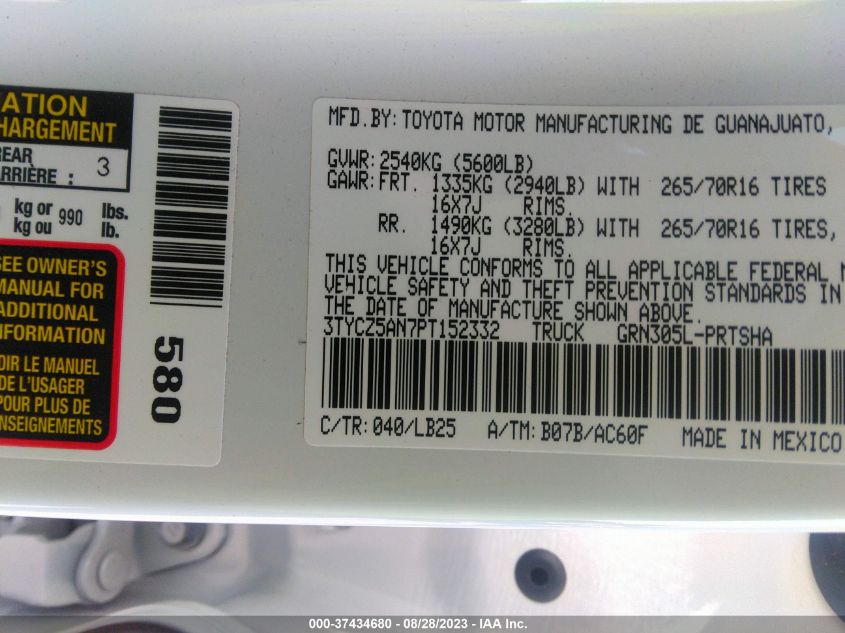 ATION
HARGEMENT
REAR
ARRIÈRE : 3
kg or 990 lbs.
kg ou lb.
SEE OWNER'S
MANUAL FOR
ADDITIONAL
INFORMATION
VOIR LE MANUEL
DE L'USAGER
POUR PLUS DE
RENSEIGNEMENTS
580
MFD.BY:TOYOTA MOTOR MANUFACTURING DE GUANAJUATO,
GVWR:2540KG (5600LB)
GAWR:FRT. 1335KG (2940LB) WITH 265/70R16 TIRES
16X7J RIMS.
RR. 1490KG (3280LB) WITH 265/70R16 TIRES,
16X7J RIMS.
THIS VEHICLE CONFORMS TO ALL APPLICABLE FEDERAL M
VEHICLE SAFETY AND THEFT PREVENTION STANDARDS IN
THE DATE OF MANUFACTURE SHOWN ABOVE.
3TYCZ5AN7PT152332 TRUCK GRN305L-PRTSHA
C/TR:040/LB25 A/TM:B07B/AC60F MADE IN MEXICO
000-37434680 / 08/28/2023 - IAA Inc.